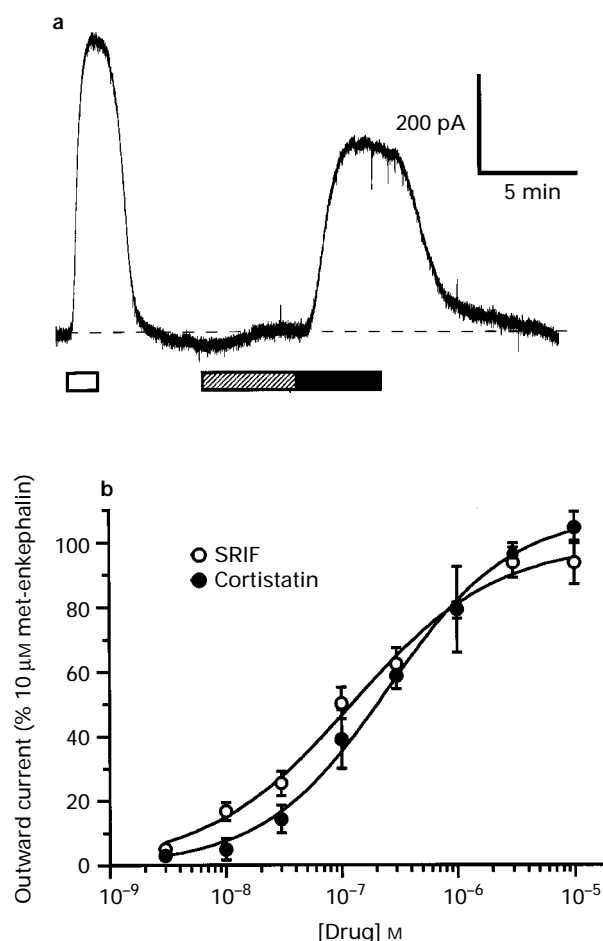 a
200 pA
5 min
b
SRIF
Cortistatin
Outward current (% 10 μM met-enkephalin)
100
80
60
40
20
0
10⁻⁹
10⁻⁸
10⁻⁷
10⁻⁶
10⁻⁵
[Drug] M